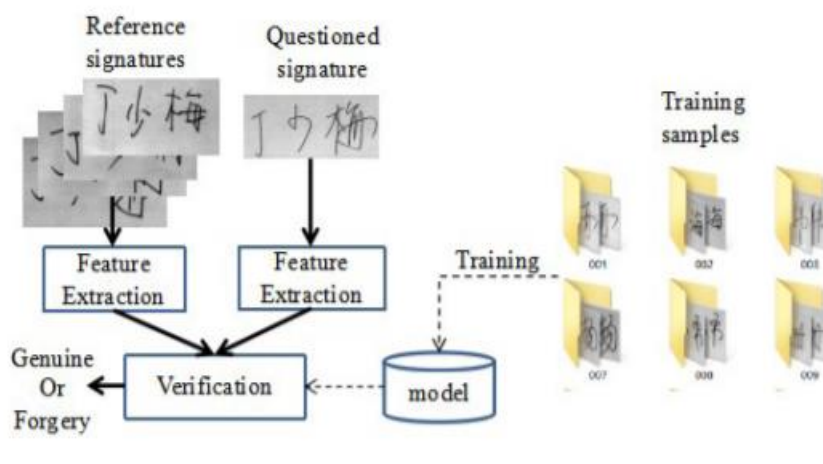 Reference
signatures
丁少梅
Questioned
signature
丁少梅
Training
samples
001
002
003
Feature
Extraction
Feature
Extraction
Training
007
008
009
Genuine
Or
Forgery
Verification
model